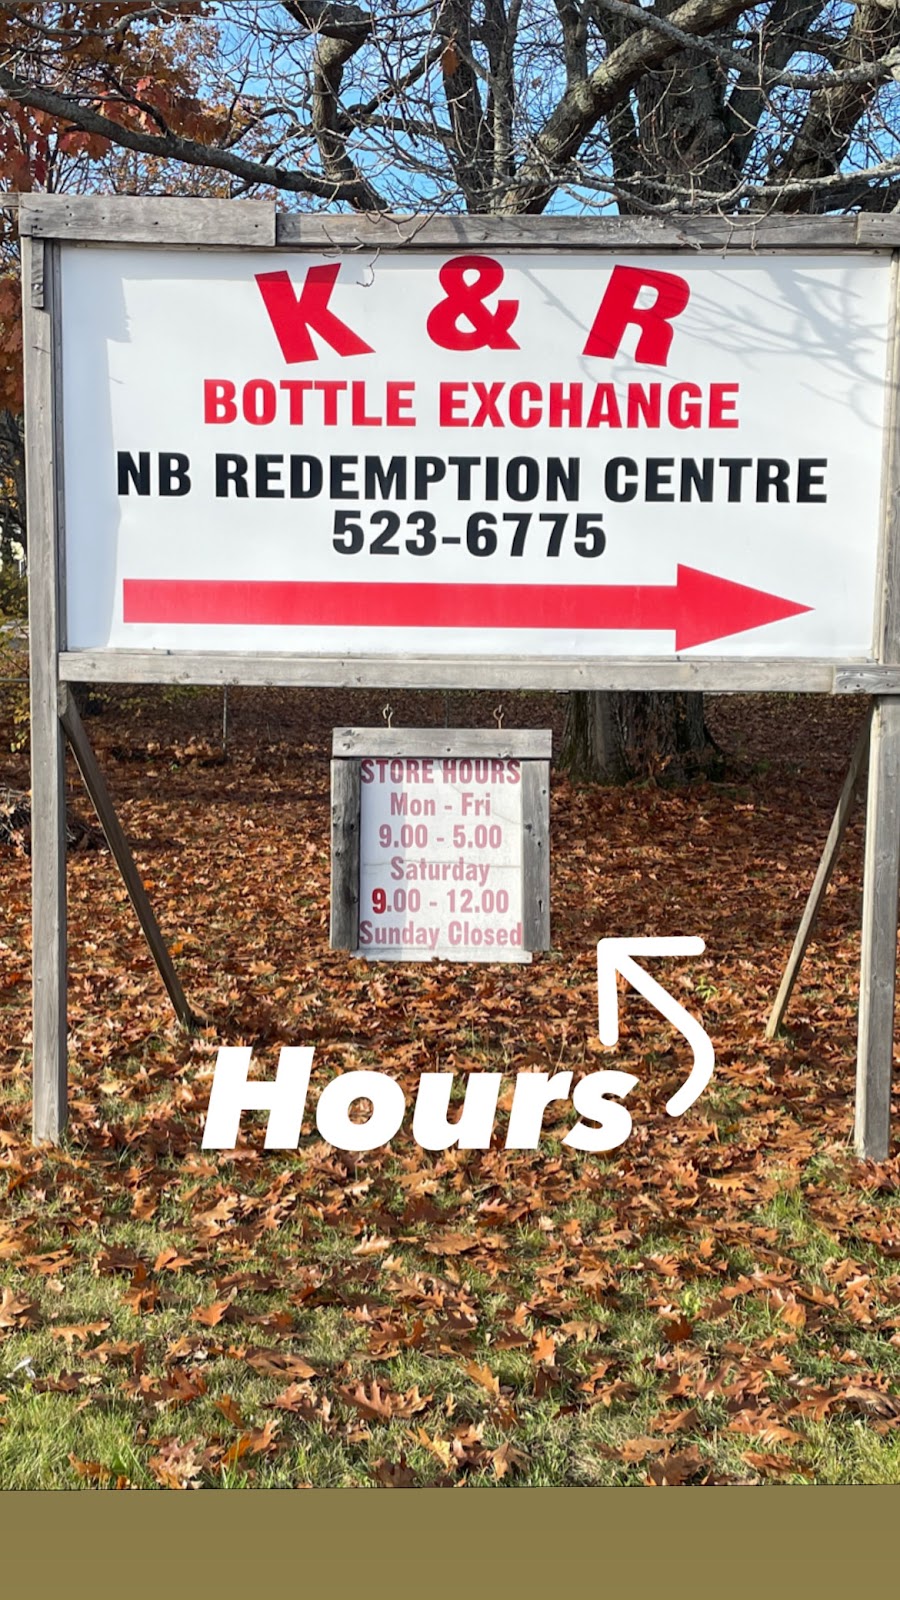 K & R
BOTTLE EXCHANGE
NB REDEMPTION CENTRE
523-6775
STORE HOURS
Mon - Fri
9.00 - 5.00
Saturday
9.00 - 12.00
Sunday Closed
Hours